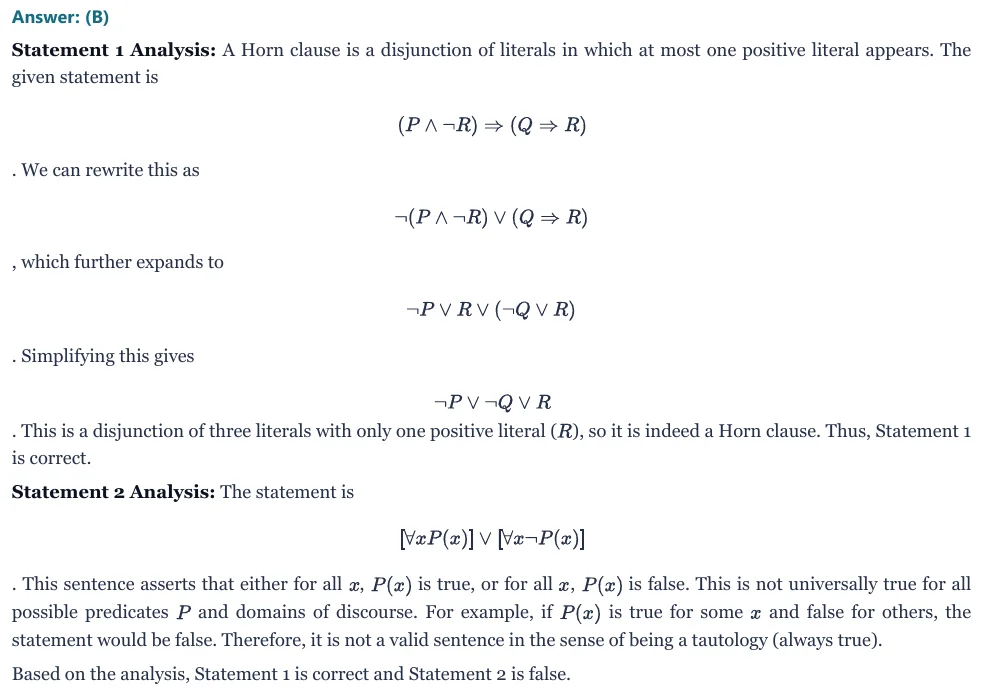 Answer: (B)
Statement 1 Analysis: A Horn clause is a disjunction of literals in which at most one positive literal appears. The
given statement is
(P ∧ ¬R) ⇒ (Q ⇒ R)
. We can rewrite this as
¬(P ∧ ¬R) ∨ (Q ⇒ R)
, which further expands to
¬P ∨ R ∨ (¬Q ∨ R)
. Simplifying this gives
¬P ∨ ¬Q ∨ R
. This is a disjunction of three literals with only one positive literal (R), so it is indeed a Horn clause. Thus, Statement 1
is correct.
Statement 2 Analysis: The statement is
[∀xP(x)] ∨ [∀x¬P(x)]
. This sentence asserts that either for all x, P(x) is true, or for all x, P(x) is false. This is not universally true for all
possible predicates P and domains of discourse. For example, if P(x) is true for some x and false for others, the
statement would be false. Therefore, it is not a valid sentence in the sense of being a tautology (always true).
Based on the analysis, Statement 1 is correct and Statement 2 is false.